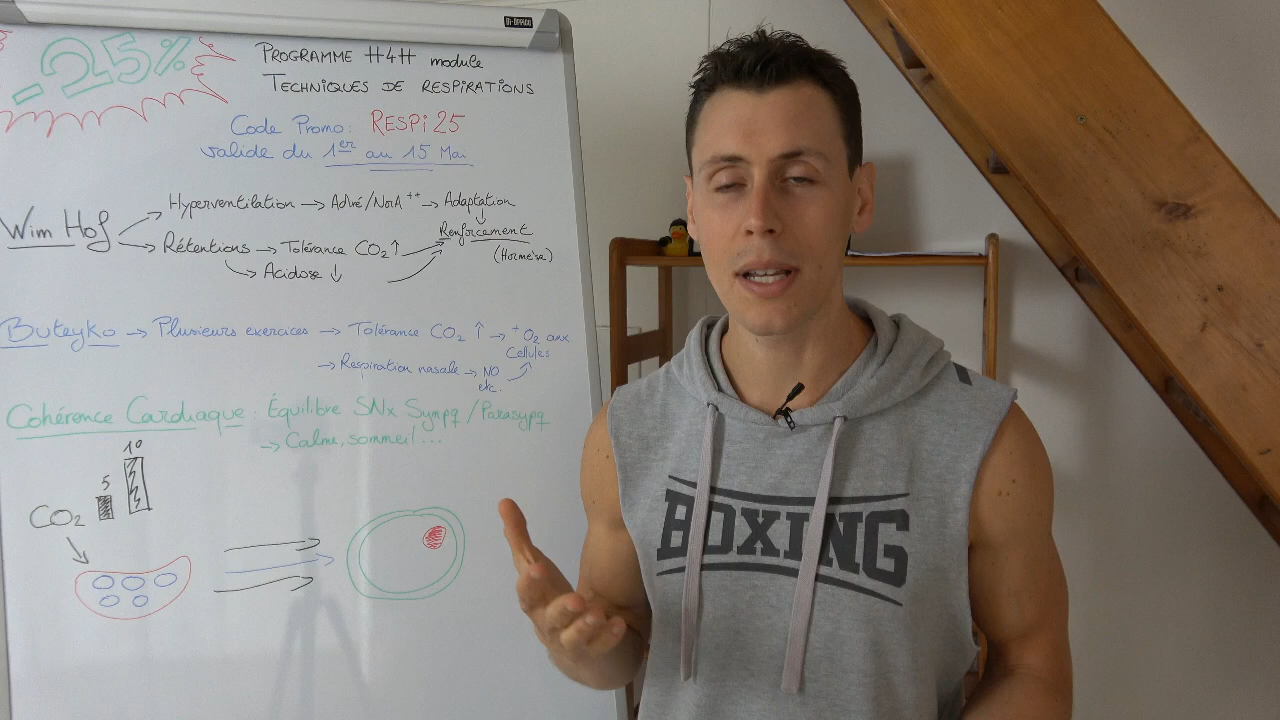 -25%
PROGRAMME H4H module
TECHNIQUES DE RESPIRATIONS
Code Promo: RESPi 25
valide du 1er au 15 Mai
Wim Hof
Hyperventilation → Adré/NorA++ → Adaptation
↓
Renforcement
(Hormèse)
→ Rétentions → Tolérance CO2 ↑
→ Acidose ↓
Buteyko → Plusieurs exercices → Tolérance CO2 ↑ → +O2 aux
Cellules
→ Respiration nasale → NO
etc.
Cohérence Cardiaque : Équilibre SNx Sympq / Parasypq
→ Calme, sommeil...
10
5
CO2
BOXING